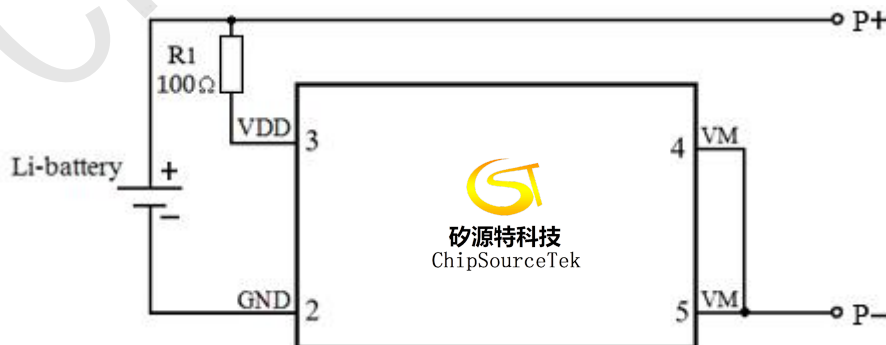 P+
R1
100Ω
VDD
3
4
VM
Li-battery
+
−
矽源特科技
ChipSourceTek
GND
2
5
VM
P−